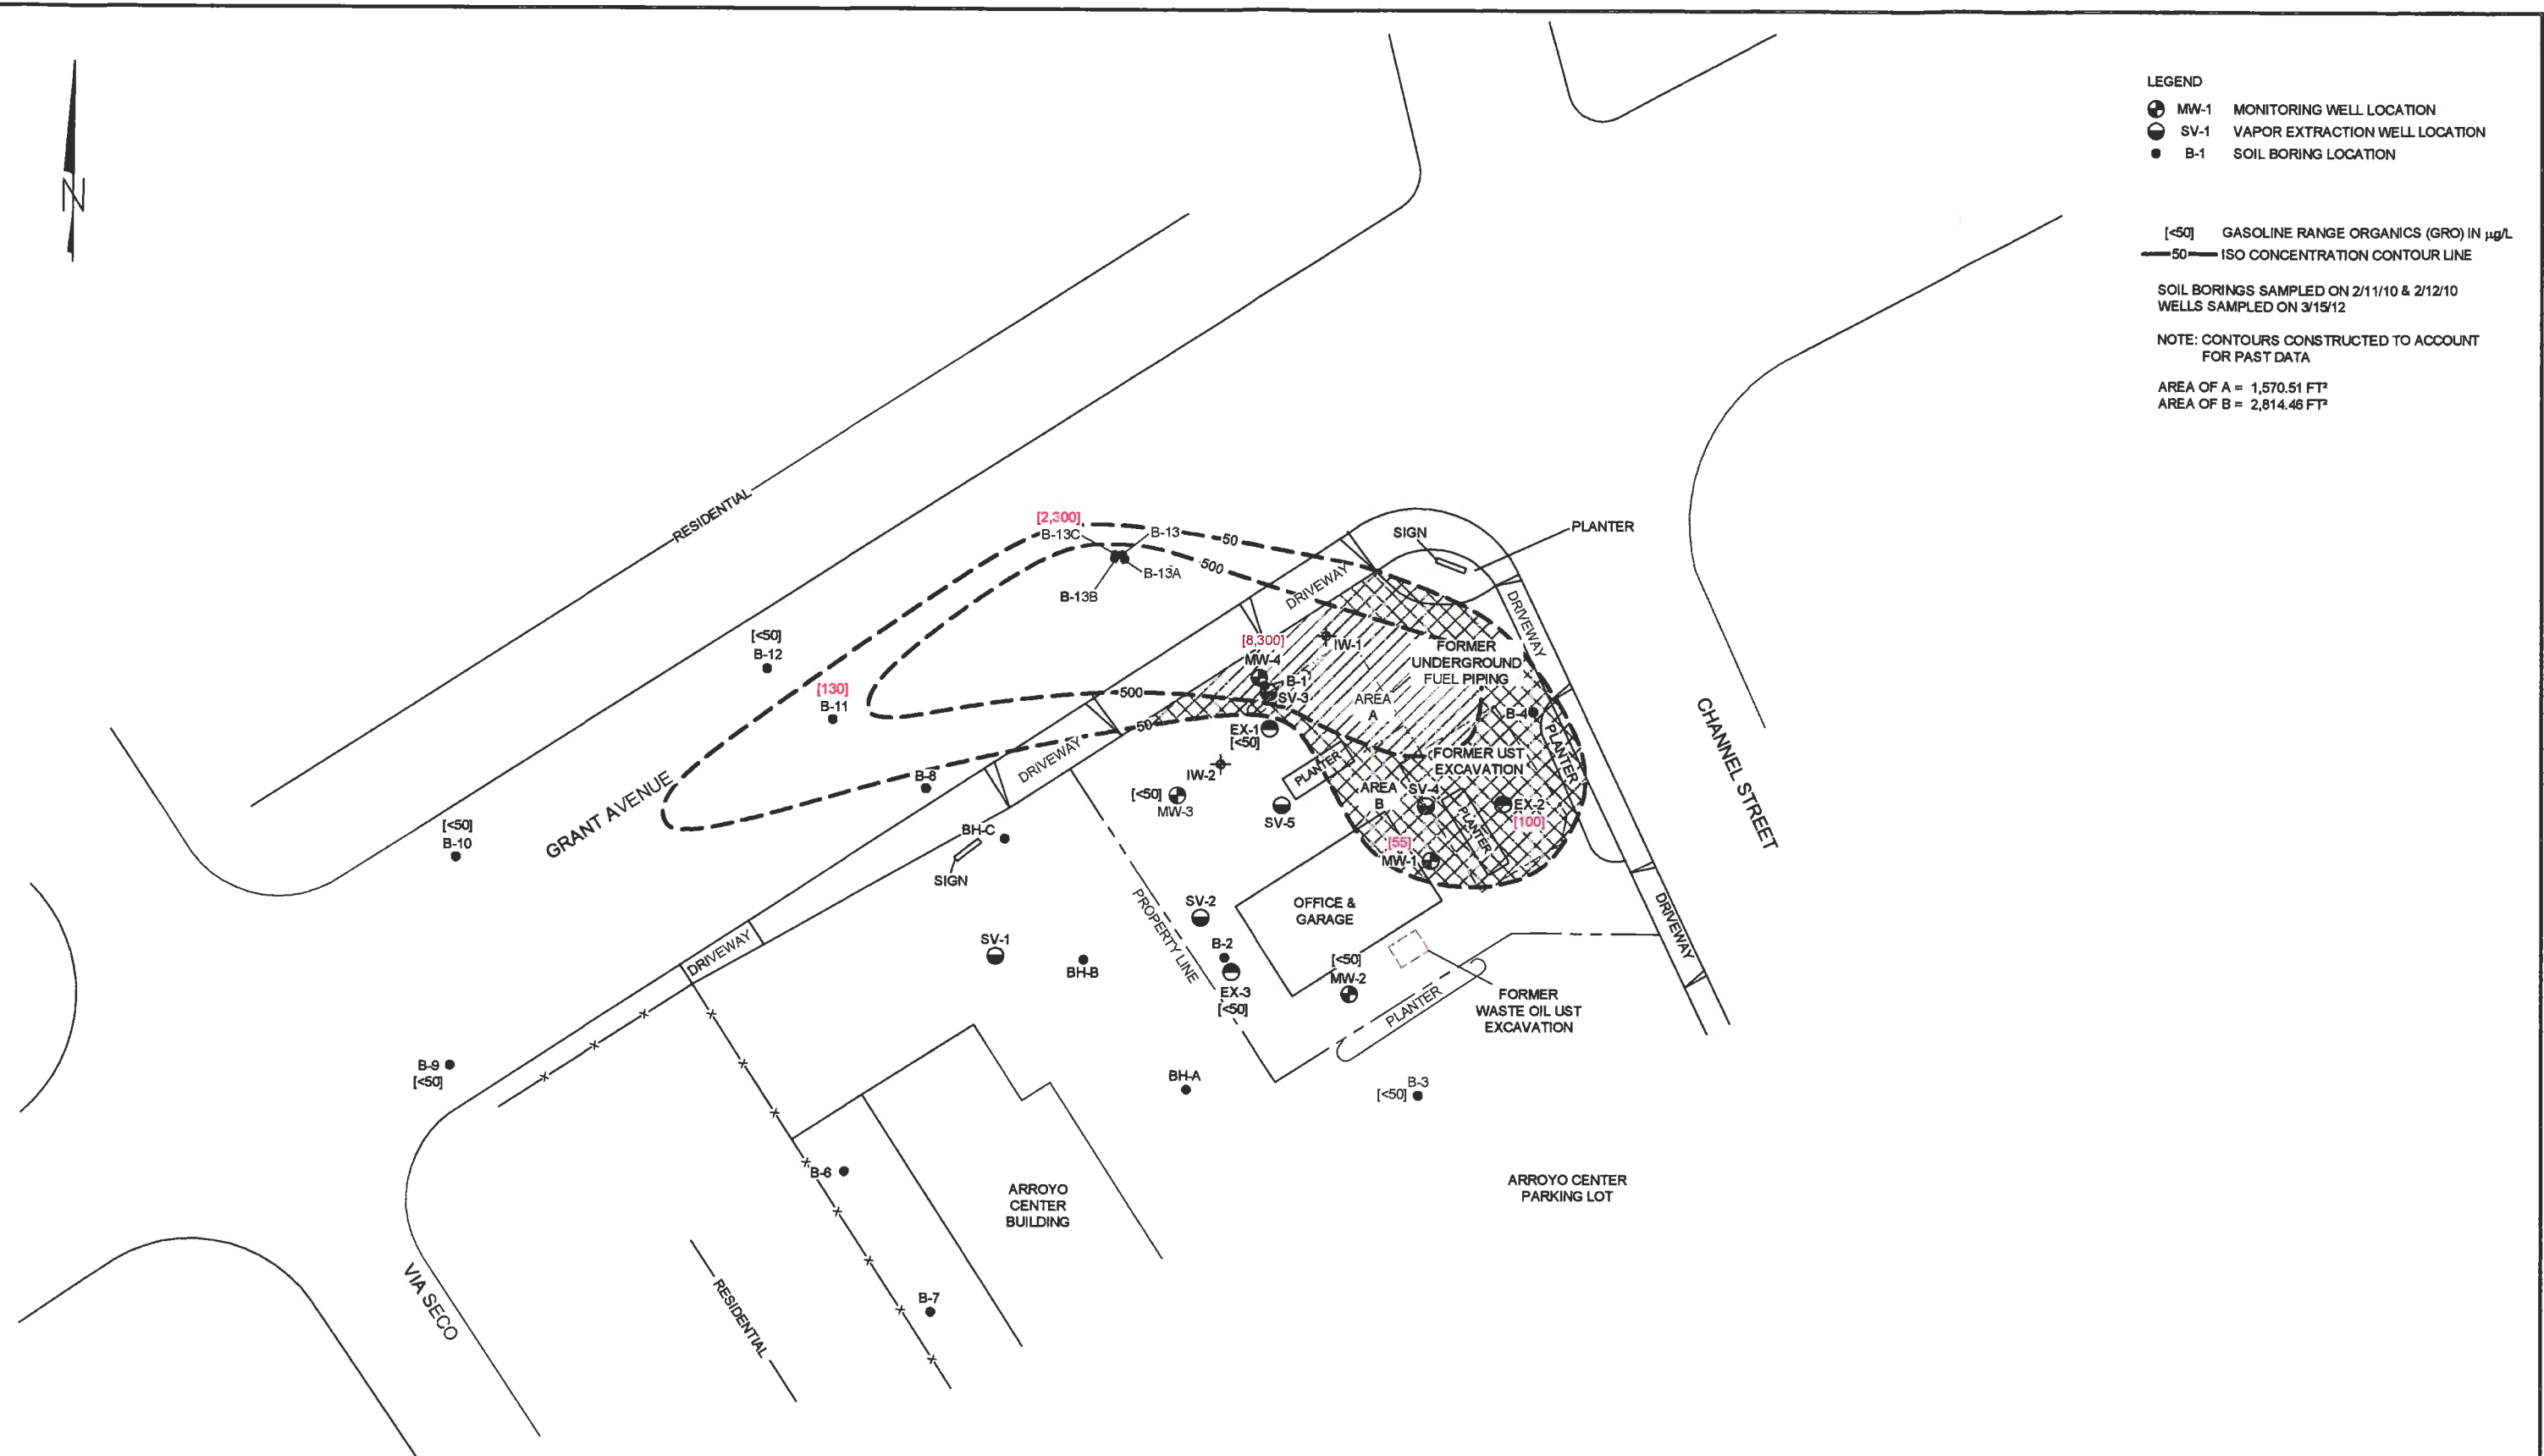 N
LEGEND
MW-1 MONITORING WELL LOCATION
SV-1 VAPOR EXTRACTION WELL LOCATION
B-1 SOIL BORING LOCATION
[<50] GASOLINE RANGE ORGANICS (GRO) IN µg/L
50 ISO CONCENTRATION CONTOUR LINE
SOIL BORINGS SAMPLED ON 2/11/10 & 2/12/10
WELLS SAMPLED ON 3/15/12
NOTE: CONTOURS CONSTRUCTED TO ACCOUNT
FOR PAST DATA
AREA OF A = 1,570.51 FT²
AREA OF B = 2,814.46 FT²
RESIDENTIAL
[2,300]
B-13C
B-13
50
500
B-13A
B-13B
SIGN
PLANTER
DRIVEWAY
DRIVEWAY
[<50]
B-12
[130]
B-11
[8,300]
MW-4
IW-1
B-1
SV-3
FORMER
UNDERGROUND
FUEL PIPING
AREA
A
B-4
PLANTER
500
50
EX-1
[<50]
FORMER UST
EXCAVATION
CHANNEL STREET
DRIVEWAY
IW-2
PLANTER
B-8
[<50]
MW-3
SV-5
AREA
B
SV-4
EX-2
[100]
PLANTER
[55]
MW-1
GRANT AVENUE
[<50]
B-10
BH-C
SIGN
PROPERTY LINE
SV-2
OFFICE &
GARAGE
DRIVEWAY
DRIVEWAY
SV-1
BH-B
B-2
EX-3
[<50]
[<50]
MW-2
PLANTER
FORMER
WASTE OIL UST
EXCAVATION
B-9
[<50]
BH-A
B-3
[<50]
B-6
ARROYO
CENTER
BUILDING
ARROYO CENTER
PARKING LOT
VIA SECO
RESIDENTIAL
B-7